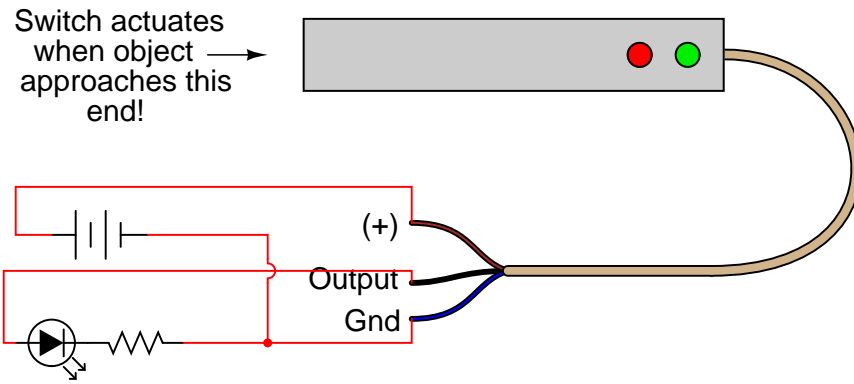 Switch actuates
when object
approaches this
end!
(+)
Output
Gnd